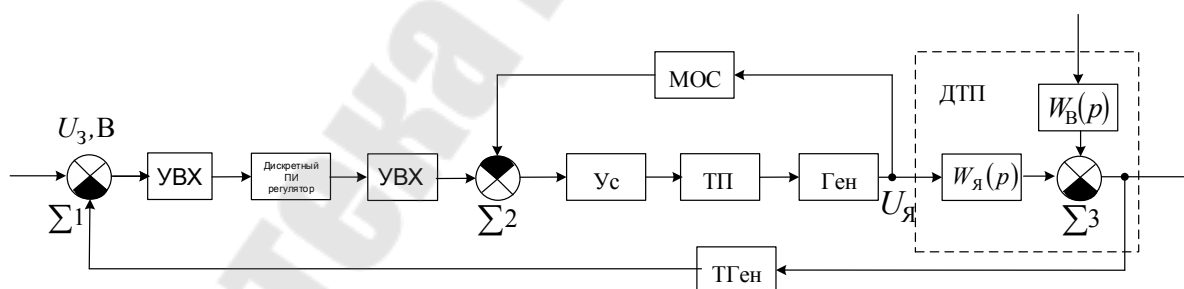 МОС
ДТП
W_В(p)
U_З, В
УВХ
Дискретный
ПИ
регулятор
УВХ
Ус
ТП
Ген
W_Я(p)
∑1
∑2
U_Я
∑3
ТГен